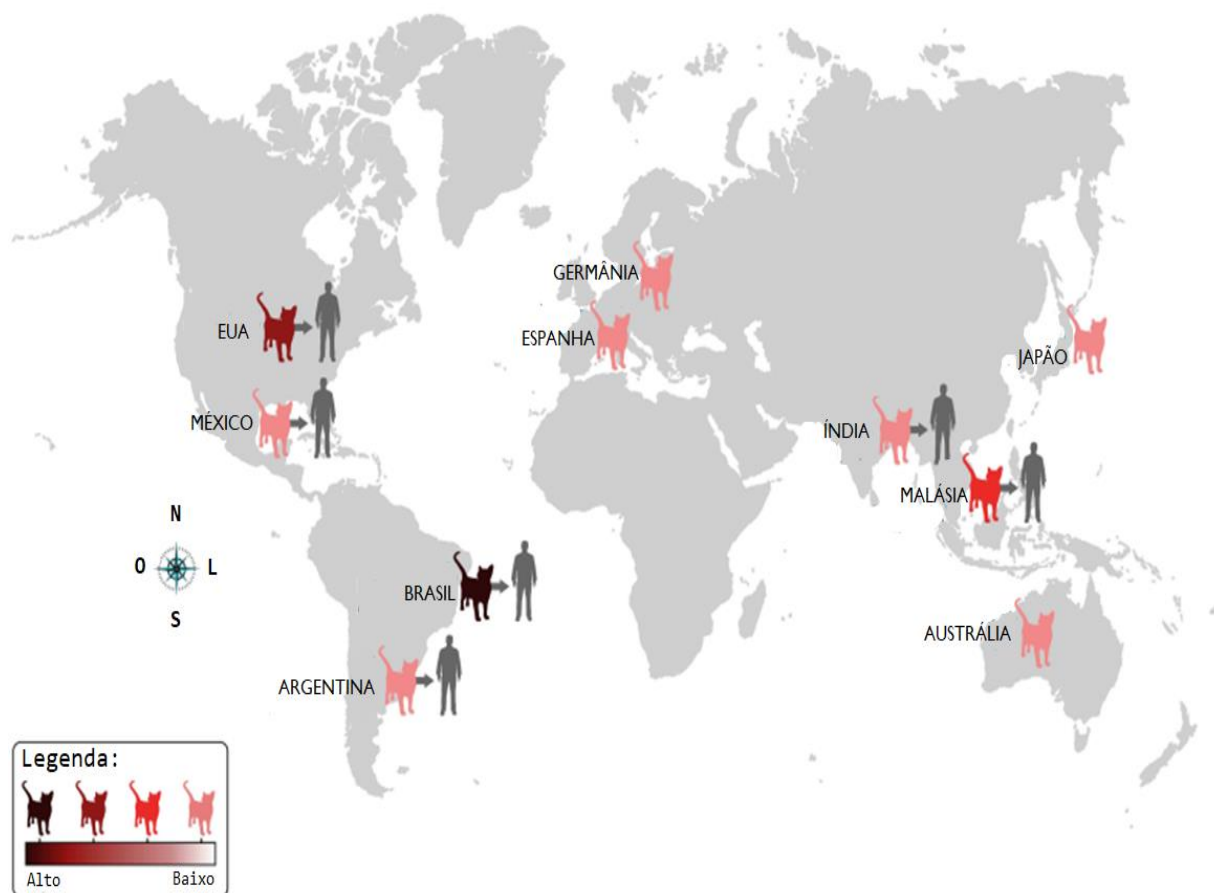 GERMÂNIA
EUA
ESPANHA
JAPÃO
MÉXICO
ÍNDIA
MALÁSIA
N
O L
S
BRASIL
AUSTRÁLIA
ARGENTINA
Legenda:
Alto Baixo